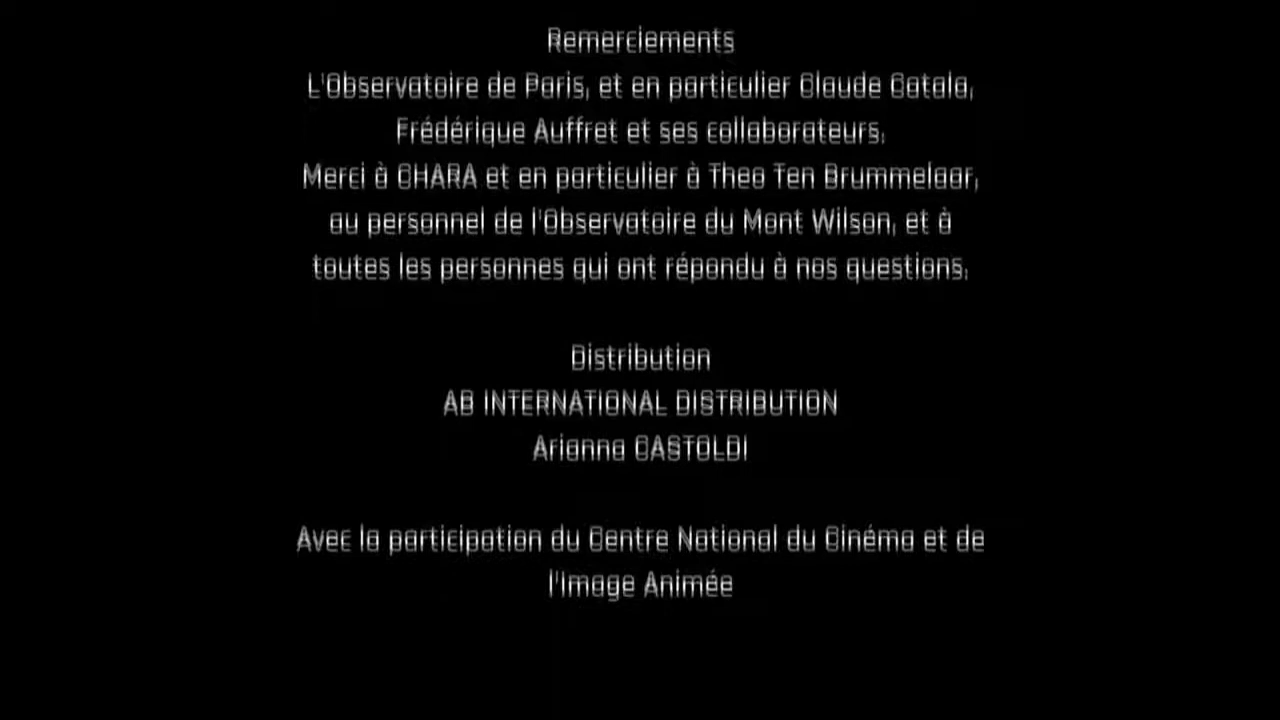 Remerciements
L'Observatoire de Paris, et en particulier Claude Catala,
Frédérique Auffret et ses collaborateurs.
Merci à CHARA et en particulier à Theo Ten Brummelaar,
au personnel de l'Observatoire du Mont Wilson, et à
toutes les personnes qui ont répondu à nos questions.
Distribution
AB INTERNATIONAL DISTRIBUTION
Arianna CASTOLDI
Avec la participation du Centre National du Cinéma et de
l'Image Animée